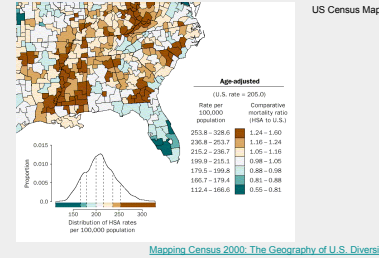 US Census Map
Age-adjusted
(U.S. rate = 205.0)
Rate per 100,000 population
Comparative mortality ratio (HSA to U.S.)
253.8 – 328.6 1.24 – 1.60
236.8 – 253.7 1.16 – 1.24
215.2 – 236.7 1.05 – 1.16
199.9 – 215.1 0.98 – 1.05
179.5 – 199.8 0.88 – 0.98
166.7 – 179.4 0.81 – 0.88
112.4 – 166.6 0.55 – 0.81
Proportion
0.015
0.010
0.005
0.0
150 200 250 300
Distribution of HSA rates
per 100,000 population
Mapping Census 2000: The Geography of U.S. Diversi